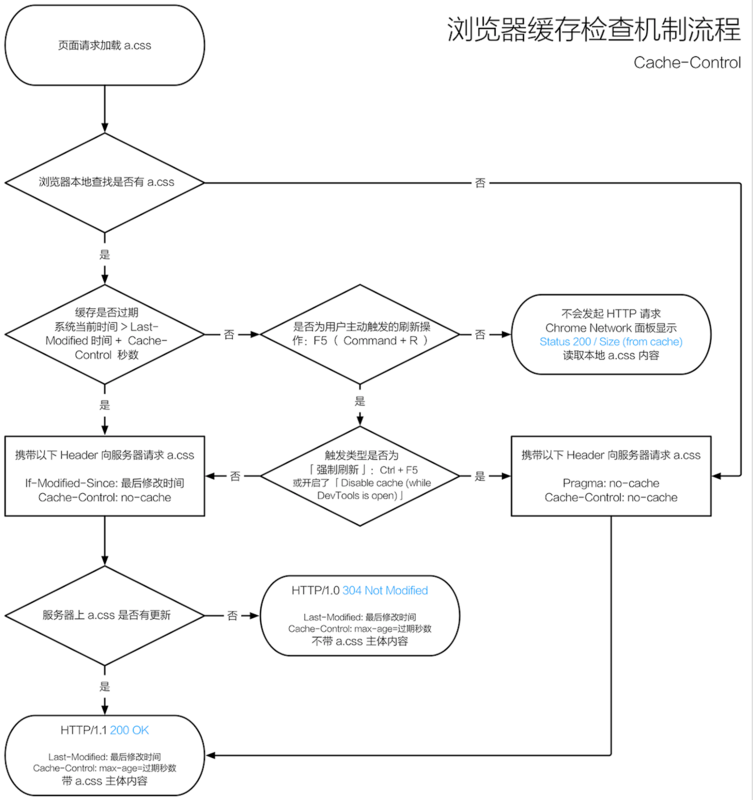 浏览器缓存检查机制流程
Cache-Control
页面请求加载 a.css
浏览器本地查找是否有 a.css
否
是
缓存是否过期
系统当前时间 > Last-
Modified 时间 + Cache-
Control 秒数
否
是否为用户主动触发的刷新操
作：F5（ Command + R ）
否
不会发起 HTTP 请求
Chrome Network 面板显示
Status 200 / Size (from cache)
读取本地 a.css 内容
是
是
携带以下 Header 向服务器请求 a.css
If-Modified-Since: 最后修改时间
Cache-Control: no-cache
否
触发类型是否为
「强制刷新」：Ctrl + F5
或开启了「Disable cache (while
DevTools is open)」
是
携带以下 Header 向服务器请求 a.css
Pragma: no-cache
Cache-Control: no-cache
服务器上 a.css 是否有更新
否
HTTP/1.0 304 Not Modified
Last-Modified: 最后修改时间
Cache-Control: max-age=过期秒数
不带 a.css 主体内容
是
HTTP/1.1 200 OK
Last-Modified: 最后修改时间
Cache-Control: max-age=过期秒数
带 a.css 主体内容